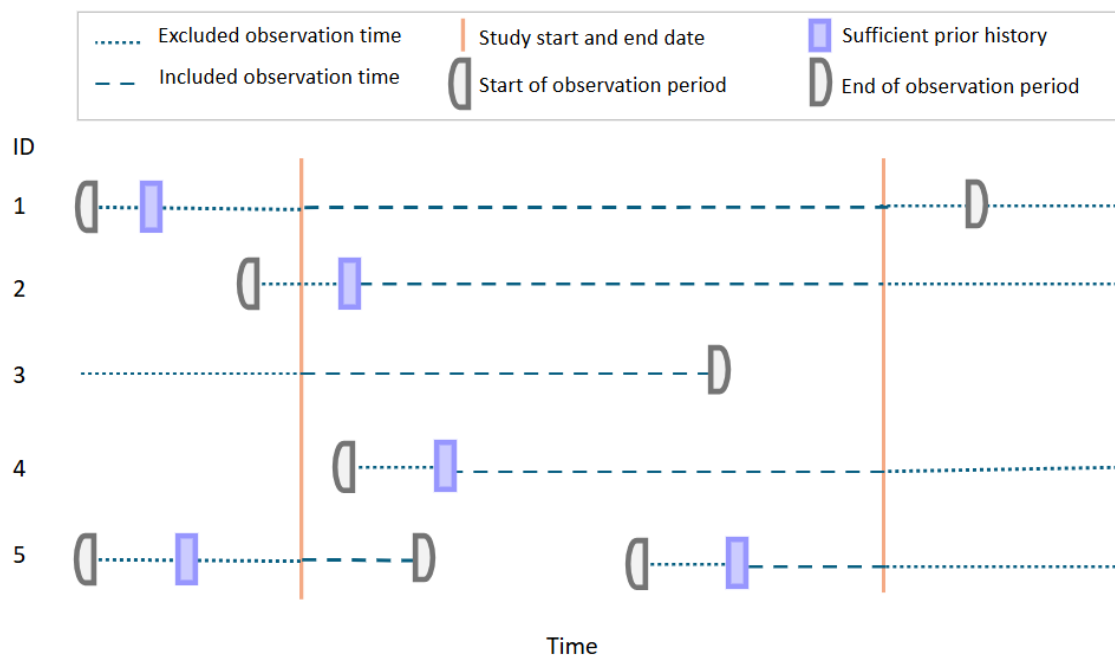 Excluded observation time
Study start and end date
Sufficient prior history
Included observation time
Start of observation period
End of observation period
ID
1
2
3
4
5
Time